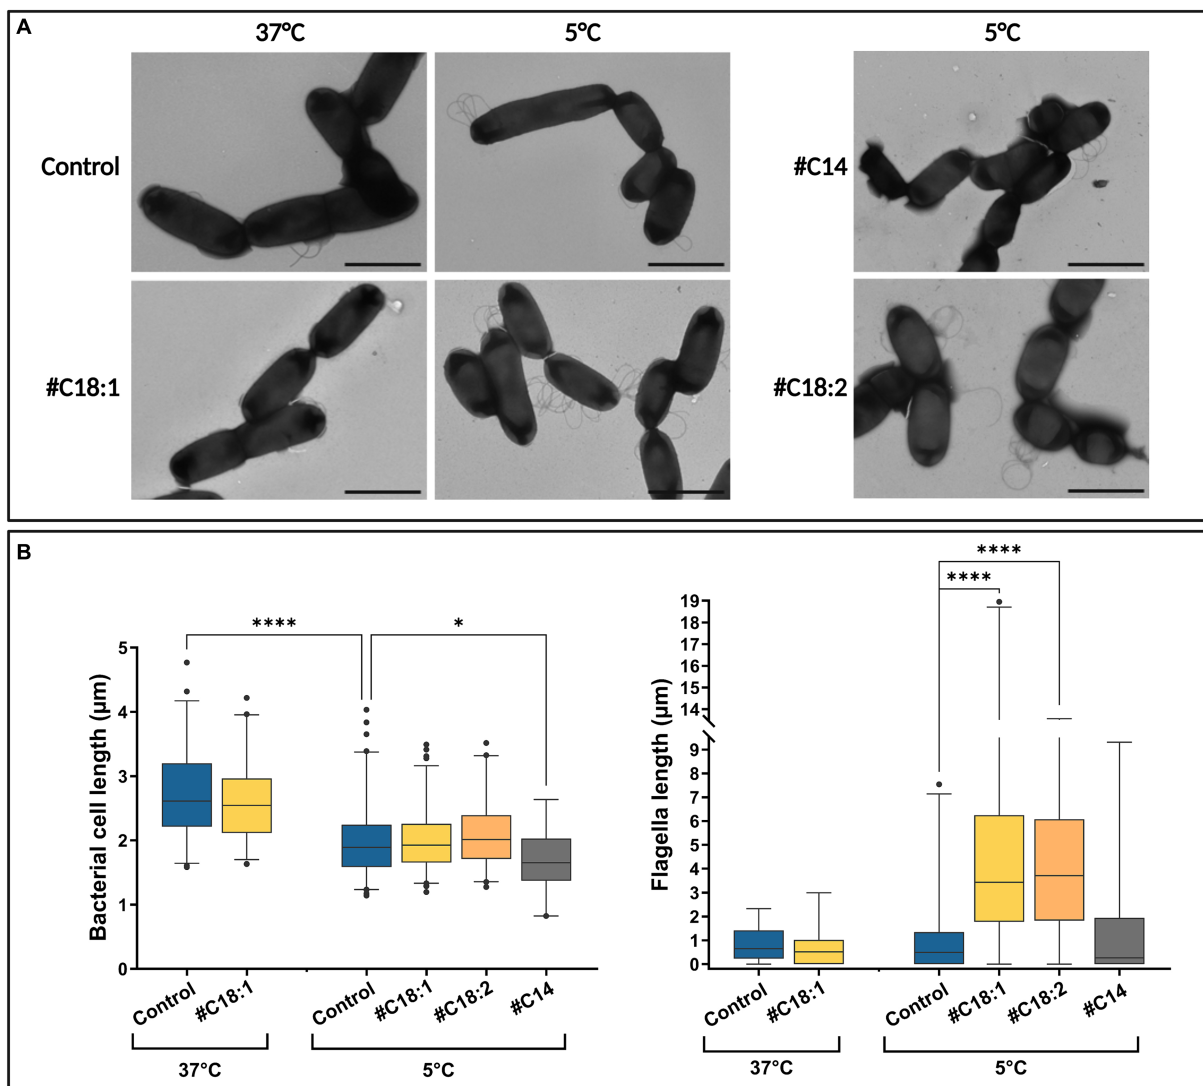 A
37°C
5°C
5°C
Control
#C14
#C18:1
#C18:2
B
****
*
Bacterial cell length (µm)
5
4
3
2
1
0
Control
#C18:1
Control
#C18:1
#C18:2
#C14
37°C
5°C
****
****
Flagella length (µm)
19
18
17
16
15
14
9
8
7
6
5
4
3
2
1
0
Control
#C18:1
Control
#C18:1
#C18:2
#C14
37°C
5°C